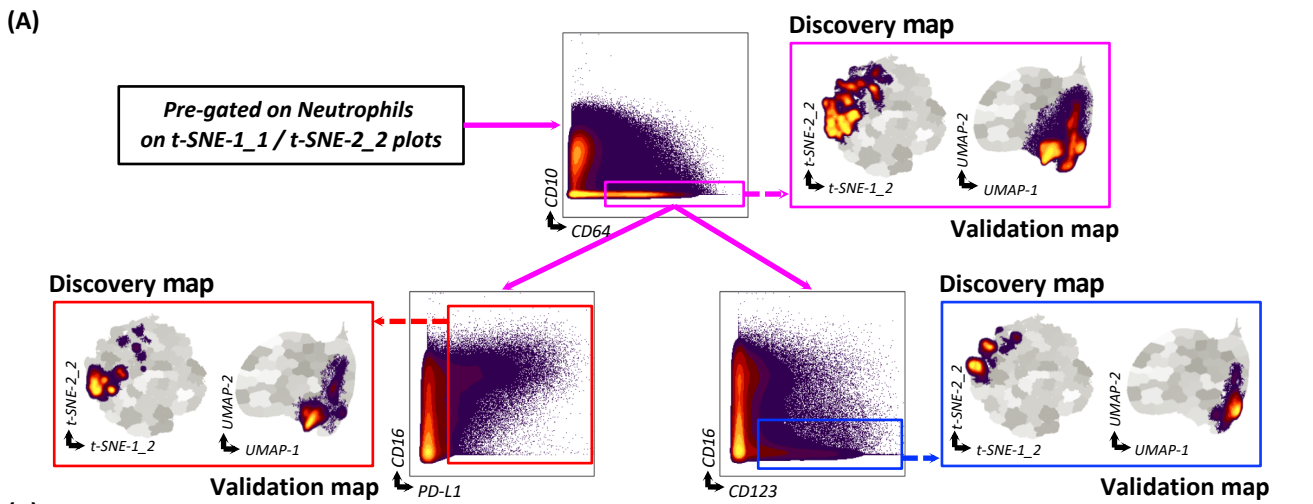 (A)
Discovery map
Pre-gated on Neutrophils
on t-SNE-1_1 / t-SNE-2_2 plots
CD10
CD64
t-SNE-2_2
t-SNE-1_2
UMAP-2
UMAP-1
Validation map
Discovery map
t-SNE-2_2
t-SNE-1_2
UMAP-2
UMAP-1
Validation map
CD16
PD-L1
CD16
CD123
Discovery map
t-SNE-2_2
t-SNE-1_2
UMAP-2
UMAP-1
Validation map